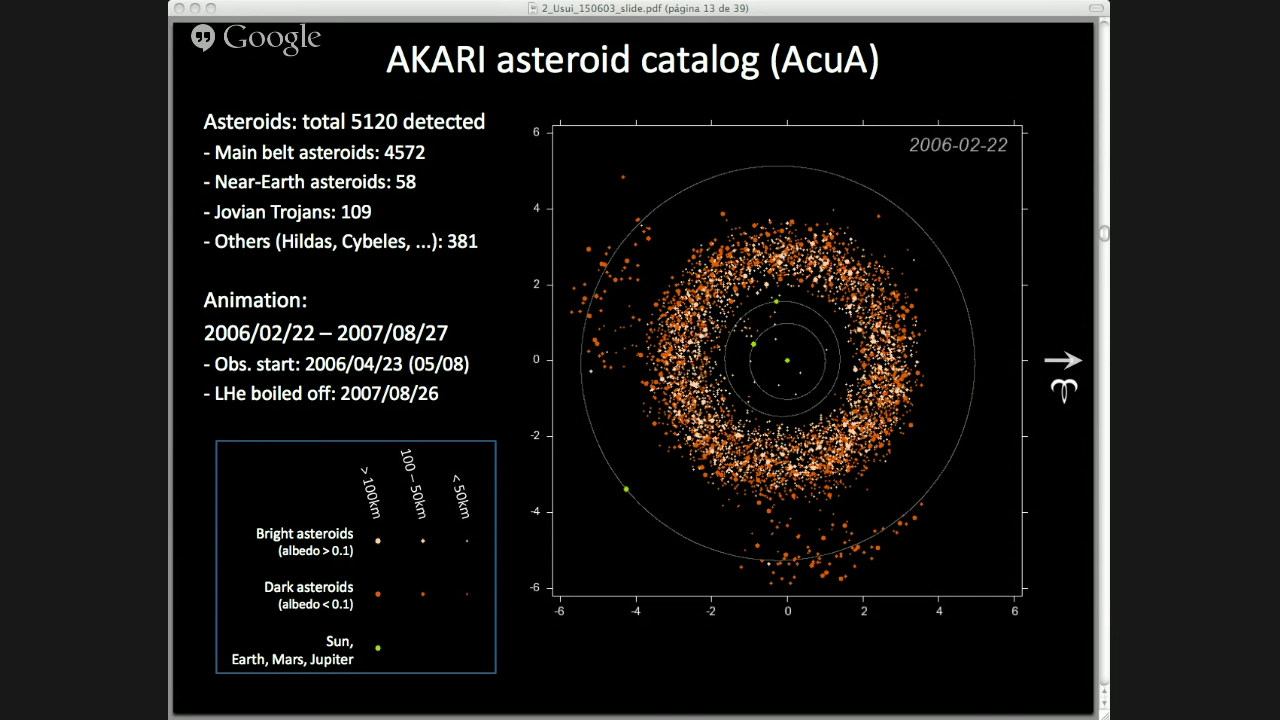 2_Usui_150603_slide.pdf (página 13 de 39)
Google
AKARI asteroid catalog (AcuA)
Asteroids: total 5120 detected
- Main belt asteroids: 4572
- Near-Earth asteroids: 58
- Jovian Trojans: 109
- Others (Hildas, Cybeles, ...): 381
Animation:
2006/02/22 – 2007/08/27
- Obs. start: 2006/04/23 (05/08)
- LHe boiled off: 2007/08/26
> 100km
100 – 50km
< 50km
Bright asteroids
(albedo > 0.1)
Dark asteroids
(albedo < 0.1)
Sun,
Earth, Mars, Jupiter
2006-02-22
6
4
2
0
-2
-4
-6
-6
-4
-2
0
2
4
6